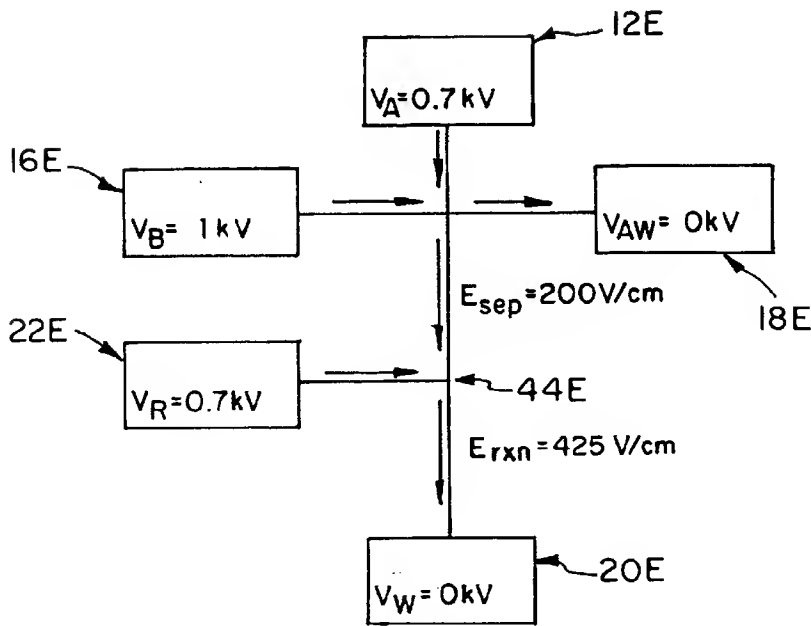 12E
V_A=0.7kV
16E
V_B= 1kV
V_AW= 0kV
18E
E_sep=200V/cm
22E
V_R=0.7kV
44E
E_rxn=425 V/cm
V_W= 0kV
20E